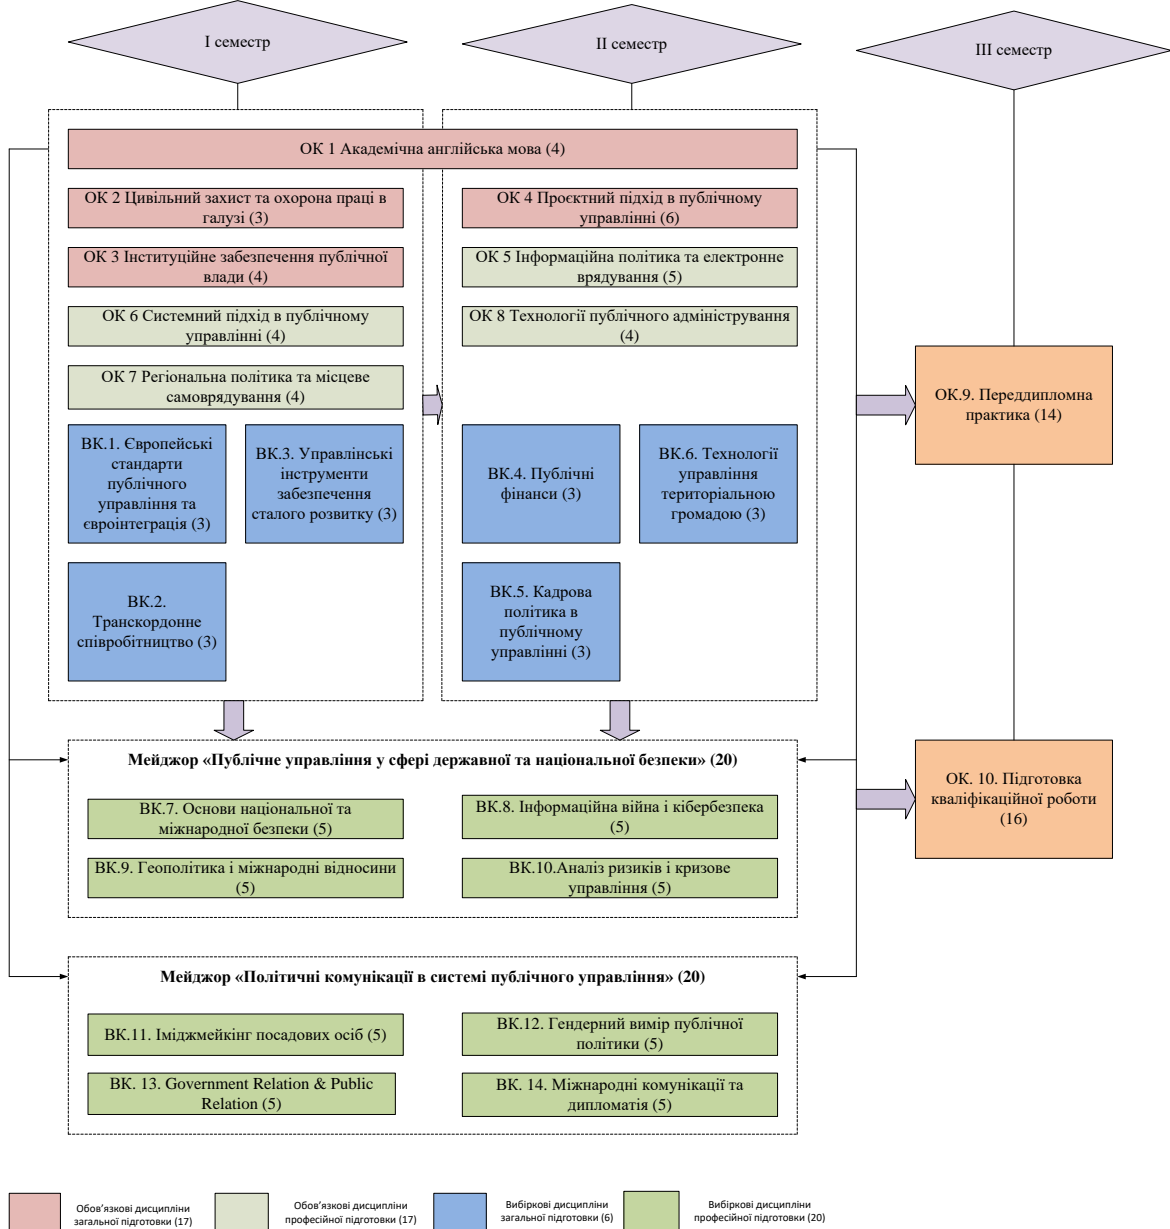 І семестр
ІІ семестр
ІІІ семестр
ОК 1 Академічна англійська мова (4)
ОК 2 Цивільний захист та охорона праці в
галузі (3)
ОК 4 Проєктний підхід в публічному
управлінні (6)
ОК 3 Інституційне забезпечення публічної
влади (4)
ОК 5 Інформаційна політика та електронне
врядування (5)
ОК 6 Системний підхід в публічному
управлінні (4)
ОК 8 Технології публічного адміністрування
(4)
ОК 7 Регіональна політика та місцеве
самоврядування (4)
ОК.9. Переддипломна
практика (14)
ВК.1. Європейські
стандарти
публічного
управління та
євроінтеграція (3)
ВК.3. Управлінські
інструменти
забезпечення
сталого розвитку (3)
ВК.4. Публічні
фінанси (3)
ВК.6. Технології
управління
територіальною
громадою (3)
ВК.2.
Транскордонне
співробітництво (3)
ВК.5. Кадрова
політика в
публічному
управлінні (3)
Мейджор «Публічне управління у сфері державної та національної безпеки» (20)
ВК.7. Основи національної та
міжнародної безпеки (5)
ВК.8. Інформаційна війна і кібербезпека
(5)
ВК.9. Геополітика і міжнародні відносини
(5)
ВК.10.Аналіз ризиків і кризове
управління (5)
ОК. 10. Підготовка
кваліфікаційної роботи
(16)
Мейджор «Політичні комунікації в системі публічного управління» (20)
ВК.11. Іміджмейкінг посадових осіб (5)
ВК.12. Гендерний вимір публічної
політики (5)
ВК. 13. Government Relation & Public
Relation (5)
ВК. 14. Міжнародні комунікації та
дипломатія (5)
Обов’язкові дисципліни
загальної підготовки (17)
Обов’язкові дисципліни
професійної підготовки (17)
Вибіркові дисципліни
загальної підготовки (6)
Вибіркові дисципліни
професійної підготовки (20)